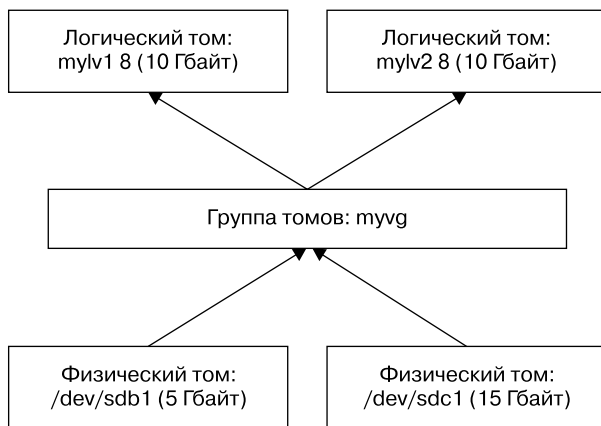 Логический том:
mylv1 8 (10 Гбайт)
Логический том:
mylv2 8 (10 Гбайт)
Группа томов: myvg
Физический том:
/dev/sdb1 (5 Гбайт)
Физический том:
/dev/sdc1 (15 Гбайт)